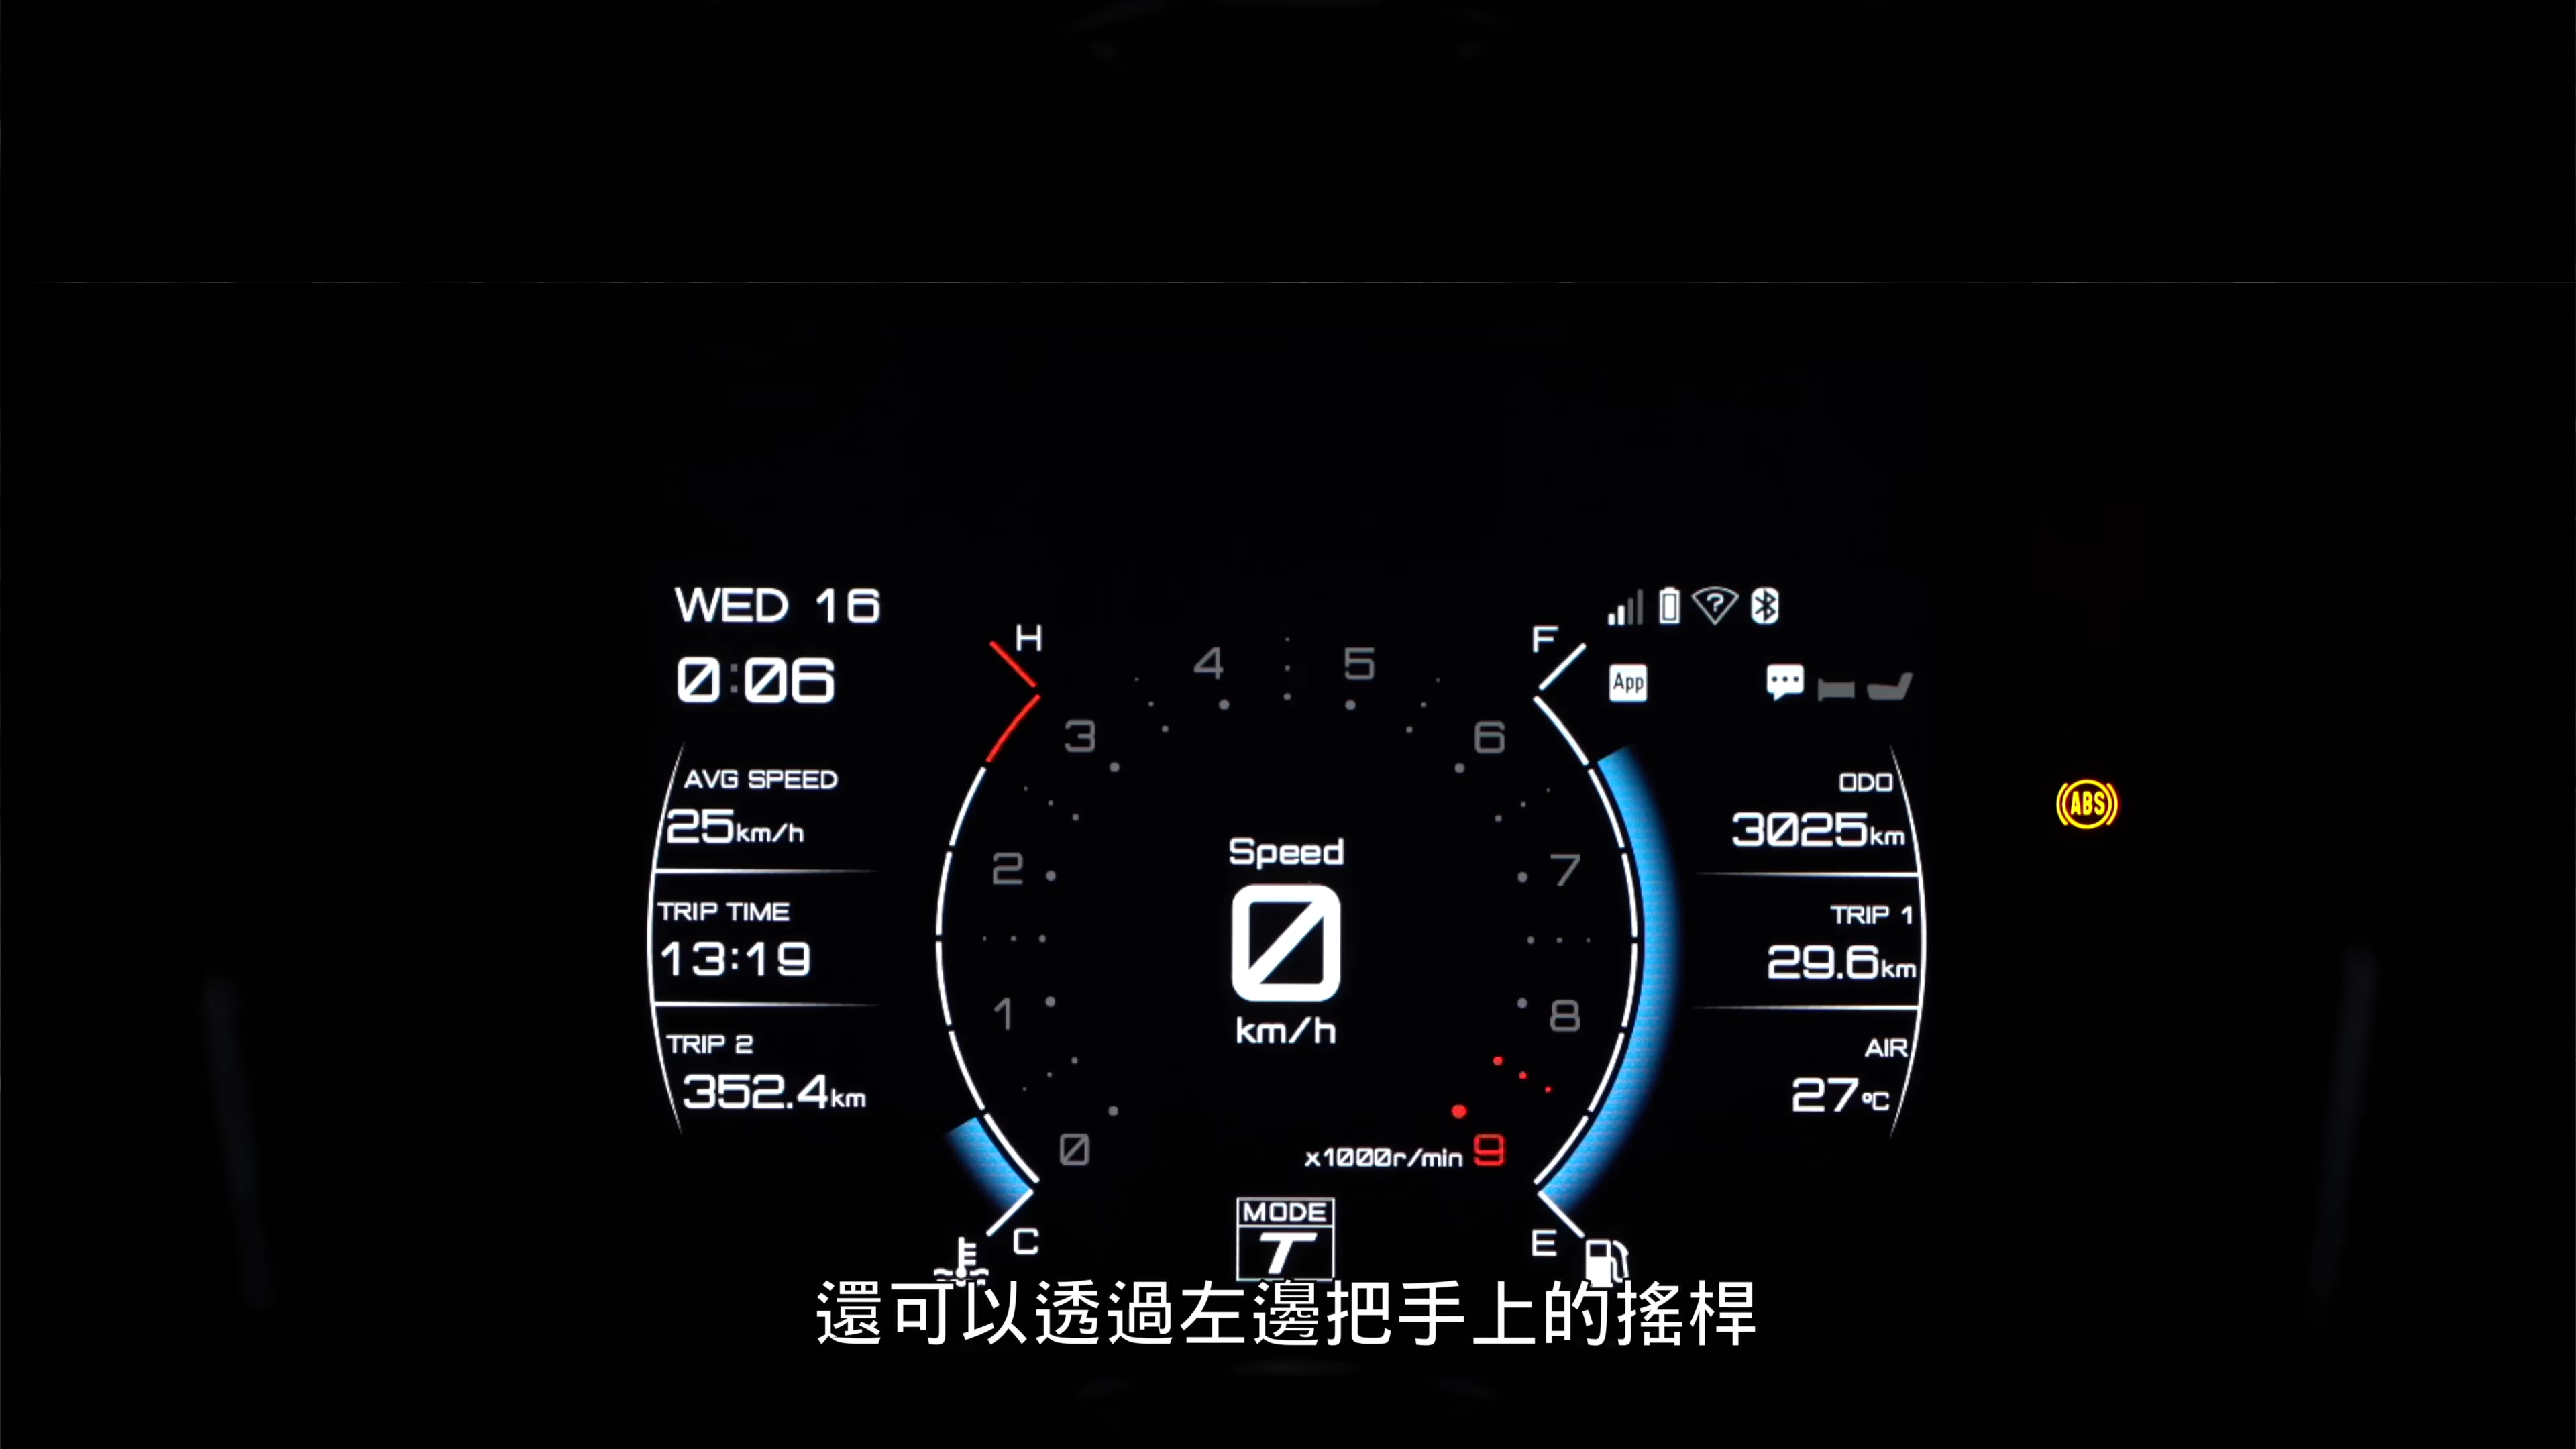 WED 16
0:06
H
4
5
F
App
3
6
AVG SPEED
25km/h
ODO
3025km
ABS
Speed
2
7
0
TRIP TIME
13:19
TRIP 1
29.6km
1
8
km/h
TRIP 2
352.4km
AIR
27°C
0
x1000r/min 9
MODE
T
C
E
還可以透過左邊把手上的搖桿